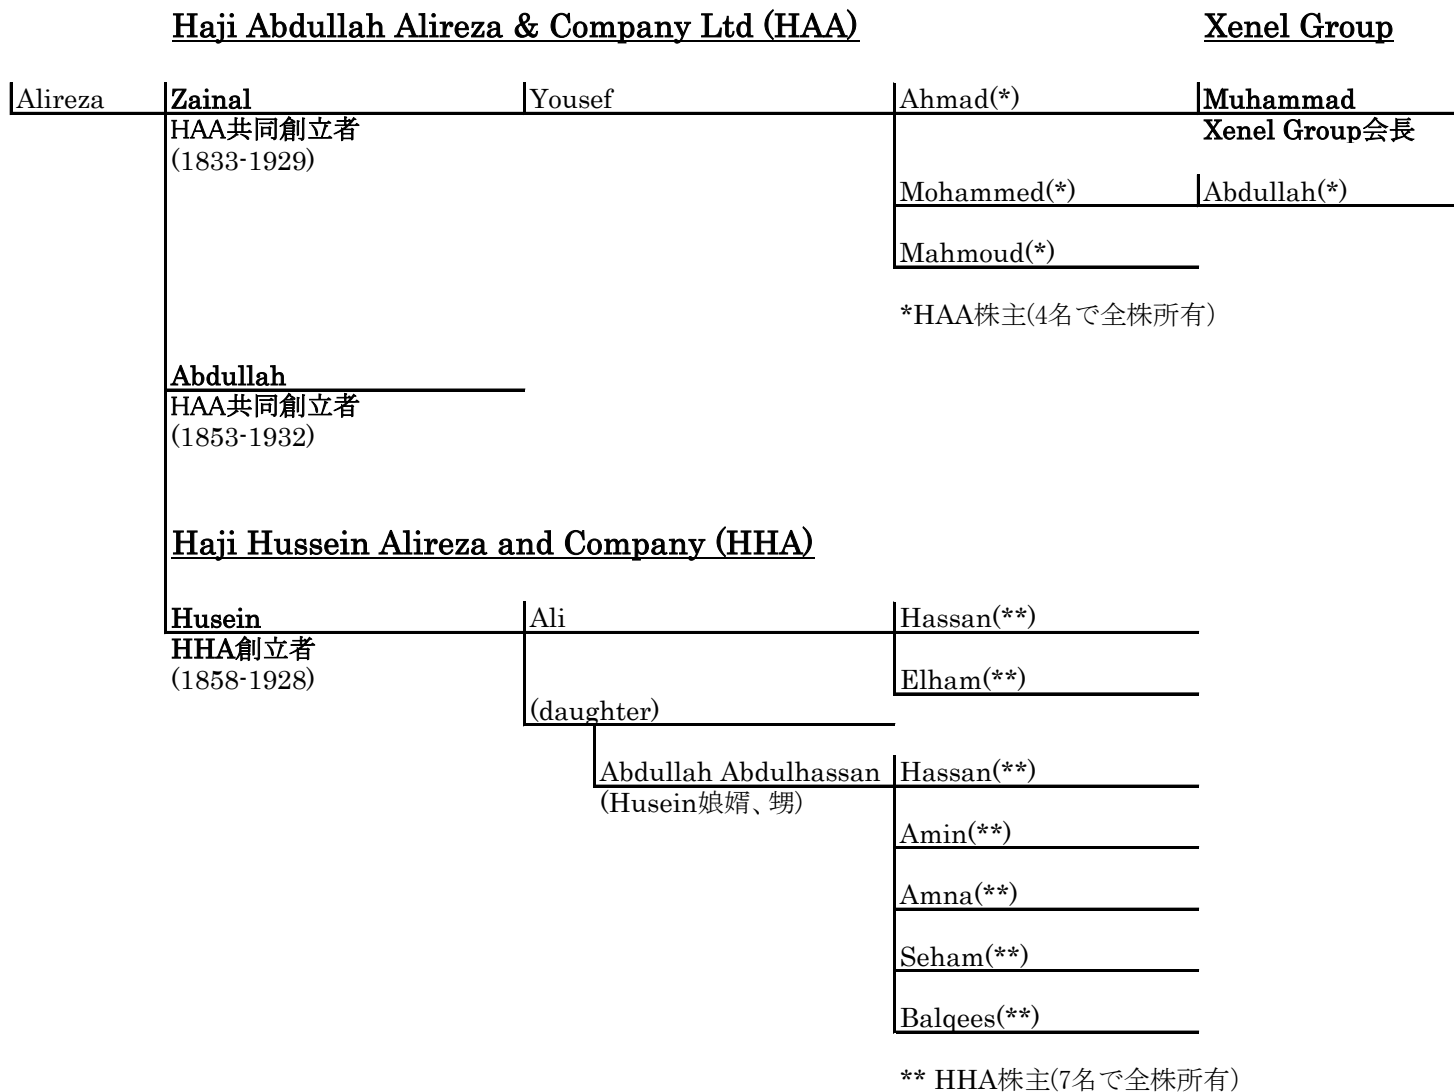 Haji Abdullah Alireza & Company Ltd (HAA) Xenel Group
Alireza Zainal Yousef Ahmad(*) Muhammad
HAA共同創立者 Xenel Group会長
(1833-1929)
Mohammed(*) Abdullah(*)
Mahmoud(*)
*HAA株主(4名で全株所有)
Abdullah
HAA共同創立者
(1853-1932)
Haji Hussein Alireza and Company (HHA)
Husein Ali Hassan(**)
HHA創立者
(1858-1928) Elham(**)
(daughter)
Abdullah Abdulhassan Hassan(**)
(Husein娘婿、甥)
Amin(**)
Amna(**)
Seham(**)
Balqees(**)
** HHA株主(7名で全株所有)